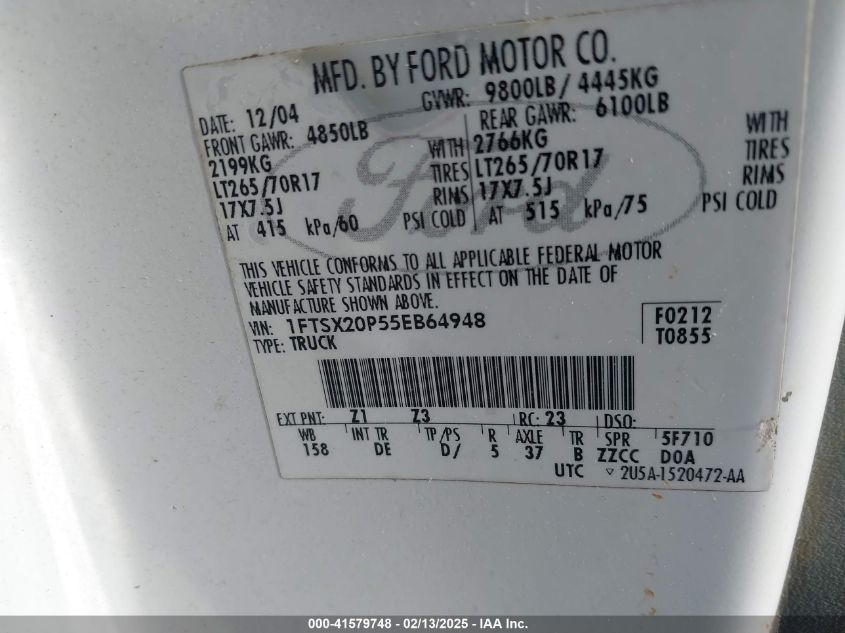 MFD. BY FORD MOTOR CO.
DATE: 12/04 GVWR: 9800LB/ 4445KG
FRONT GAWR: 4850LB REAR GAWR: 6100LB
2199KG WITH 2766KG WITH
LT265/70R17 TIRES LT265/70R17 TIRES
17X7.5J RIMS 17X7.5J RIMS
AT 415 kPa/60 PSI COLD AT 515 kPa/75 PSI COLD
Ford
THIS VEHICLE CONFORMS TO ALL APPLICABLE FEDERAL MOTOR
VEHICLE SAFETY STANDARDS IN EFFECT ON THE DATE OF
MANUFACTURE SHOWN ABOVE.
VIN: 1FTSX20P55EB64948 F0212
TYPE: TRUCK T0855
EXT PNT: Z1 Z3 RC: 23 DSO:
WB INT TR TP/PS R AXLE TR SPR 5F710
158 DE D/ 5 37 B ZZCC D0A
UTC ▽ 2U5A-1520472-AA
000-41579748 - 02/13/2025 - IAA Inc.